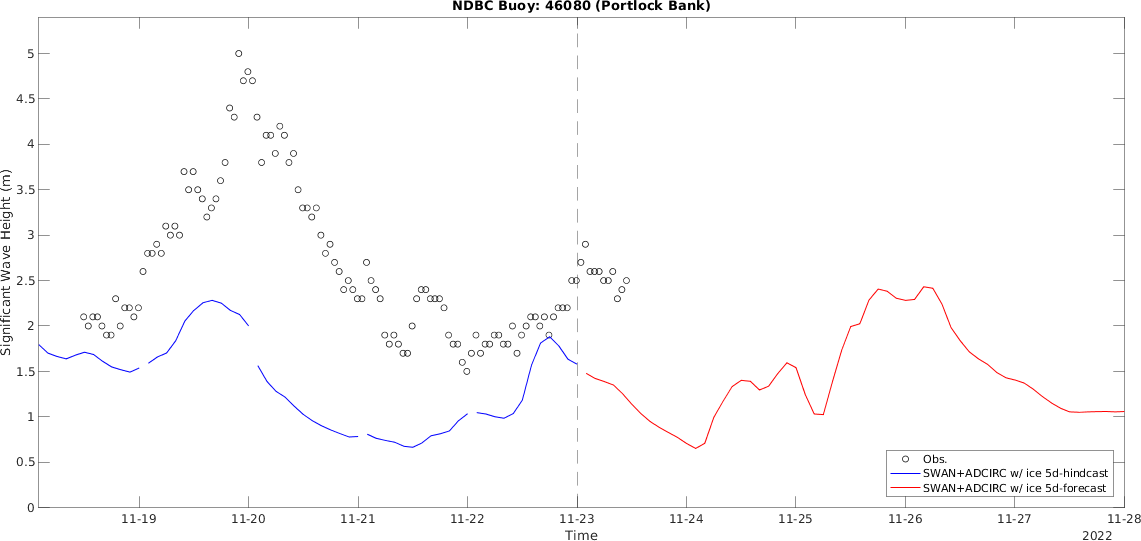 NDBC Buoy: 46080 (Portlock Bank)
Significant Wave Height (m)
5
4.5
4
3.5
3
2.5
2
1.5
1
0.5
0
Obs.
SWAN+ADCIRC w/ ice 5d-hindcast
SWAN+ADCIRC w/ ice 5d-forecast
11-19 11-20 11-21 11-22 11-23 11-24 11-25 11-26 11-27 11-28
Time
2022